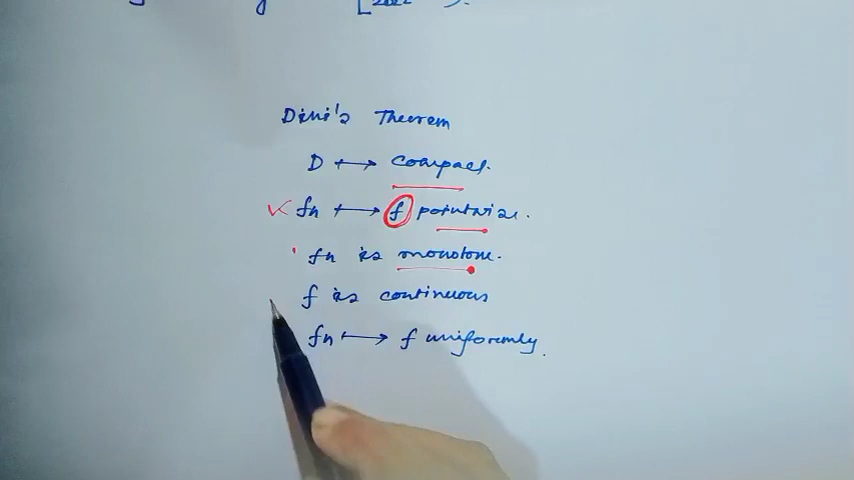 Dini's Theorem
D ↦ compact.
fn ↦ f pointwise.
fn is monotone.
f is continuous
fn ↦ f uniformly.